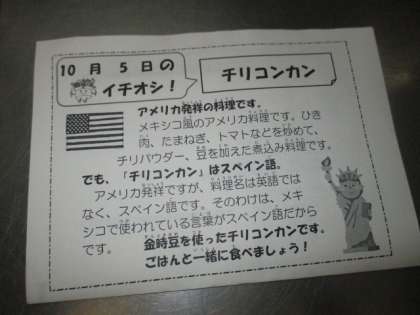 10月5日の
イチオシ！
チリコンカン
アメリカ発祥の料理です。
メキシコ風のアメリカ料理です。ひき
肉、たまねぎ、トマトなどを炒めて、
チリパウダー、豆を加えた煮込み料理です。
でも、「チリコンカン」はスペイン語。
アメリカ発祥ですが、料理名は英語では
なく、スペイン語です。そのわけは、メキ
シコで使われている言葉がスペイン語だから
です。
金時豆を使ったチリコンカンです。
ごはんと一緒に食べましょう！